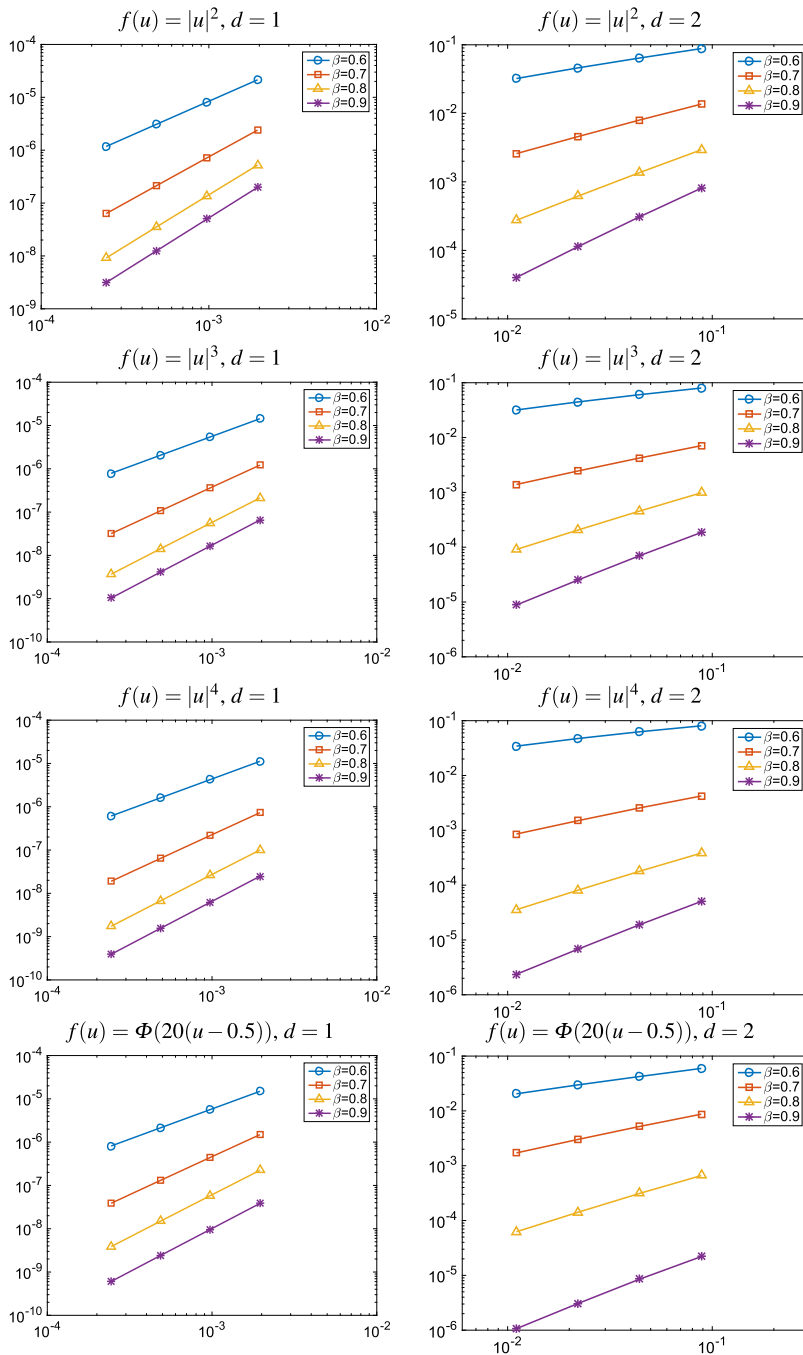 f(u) = |u|², d = 1
10⁻⁴
10⁻⁵
10⁻⁶
10⁻⁷
10⁻⁸
10⁻⁹
10⁻⁴
10⁻³
10⁻²
β=0.6
β=0.7
β=0.8
β=0.9
f(u) = |u|², d = 2
10⁻¹
10⁻²
10⁻³
10⁻⁴
10⁻⁵
10⁻²
10⁻¹
β=0.6
β=0.7
β=0.8
β=0.9
f(u) = |u|³, d = 1
10⁻⁴
10⁻⁵
10⁻⁶
10⁻⁷
10⁻⁸
10⁻⁹
10⁻¹⁰
10⁻⁴
10⁻³
10⁻²
β=0.6
β=0.7
β=0.8
β=0.9
f(u) = |u|³, d = 2
10⁻¹
10⁻²
10⁻³
10⁻⁴
10⁻⁵
10⁻⁶
10⁻²
10⁻¹
β=0.6
β=0.7
β=0.8
β=0.9
f(u) = |u|⁴, d = 1
10⁻⁴
10⁻⁵
10⁻⁶
10⁻⁷
10⁻⁸
10⁻⁹
10⁻¹⁰
10⁻⁴
10⁻³
10⁻²
β=0.6
β=0.7
β=0.8
β=0.9
f(u) = |u|⁴, d = 2
10⁻¹
10⁻²
10⁻³
10⁻⁴
10⁻⁵
10⁻⁶
10⁻²
10⁻¹
β=0.6
β=0.7
β=0.8
β=0.9
f(u) = Φ(20(u−0.5)), d = 1
10⁻⁴
10⁻⁵
10⁻⁶
10⁻⁷
10⁻⁸
10⁻⁹
10⁻¹⁰
10⁻⁴
10⁻³
10⁻²
β=0.6
β=0.7
β=0.8
β=0.9
f(u) = Φ(20(u−0.5)), d = 2
10⁻¹
10⁻²
10⁻³
10⁻⁴
10⁻⁵
10⁻⁶
10⁻²
10⁻¹
β=0.6
β=0.7
β=0.8
β=0.9